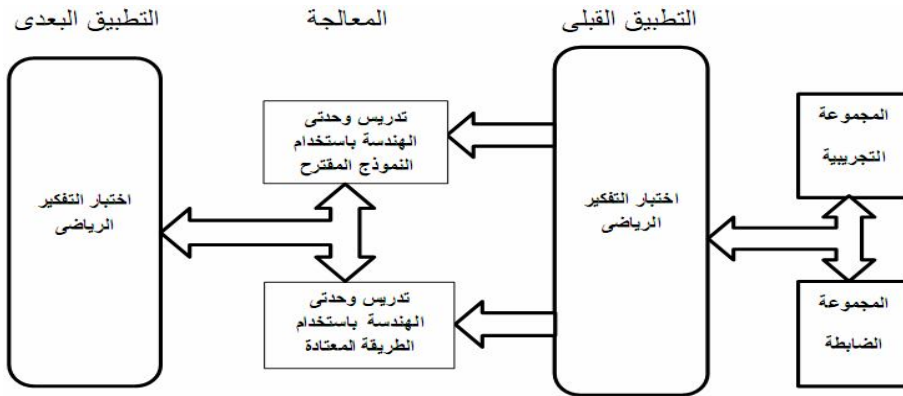 التطبيق القبلى
المعالجة
التطبيق البعدى
المجموعة
التجريبية
المجموعة
الضابطة
اختبار التفكير
الرياضى
تدريس وحدتى
الهندسة باستخدام
النموذج المقترح
تدريس وحدتى
الهندسة باستخدام
الطريقة المعتادة
اختبار التفكير
الرياضى